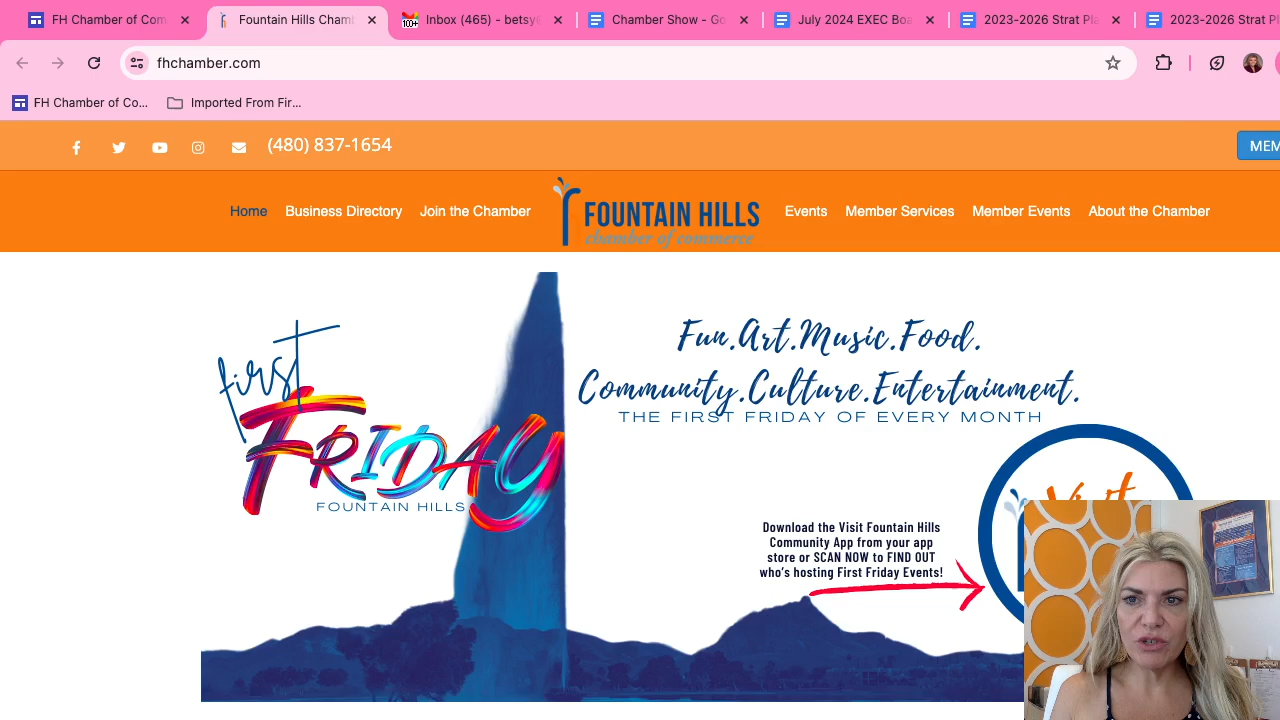 FH Chamber of Com
Fountain Hills Cham
Inbox (465) - betsy
Chamber Show - Go
July 2024 EXEC Boa
2023-2026 Strat Pla
2023-2026 Strat P
fhchamber.com
FH Chamber of Co...
Imported From Fir...
(480) 837-1654
MEM
Home
Business Directory
Join the Chamber
FOUNTAIN HILLS
chamber of commerce
Events
Member Services
Member Events
About the Chamber
first
FRIDAY
FOUNTAIN HILLS
Fun.Art.Music.Food.
Community.Culture.Entertainment.
THE FIRST FRIDAY OF EVERY MONTH
Visit
Download the Visit Fountain Hills
Community App from your app
store or SCAN NOW to FIND OUT
who's hosting First Friday Events!